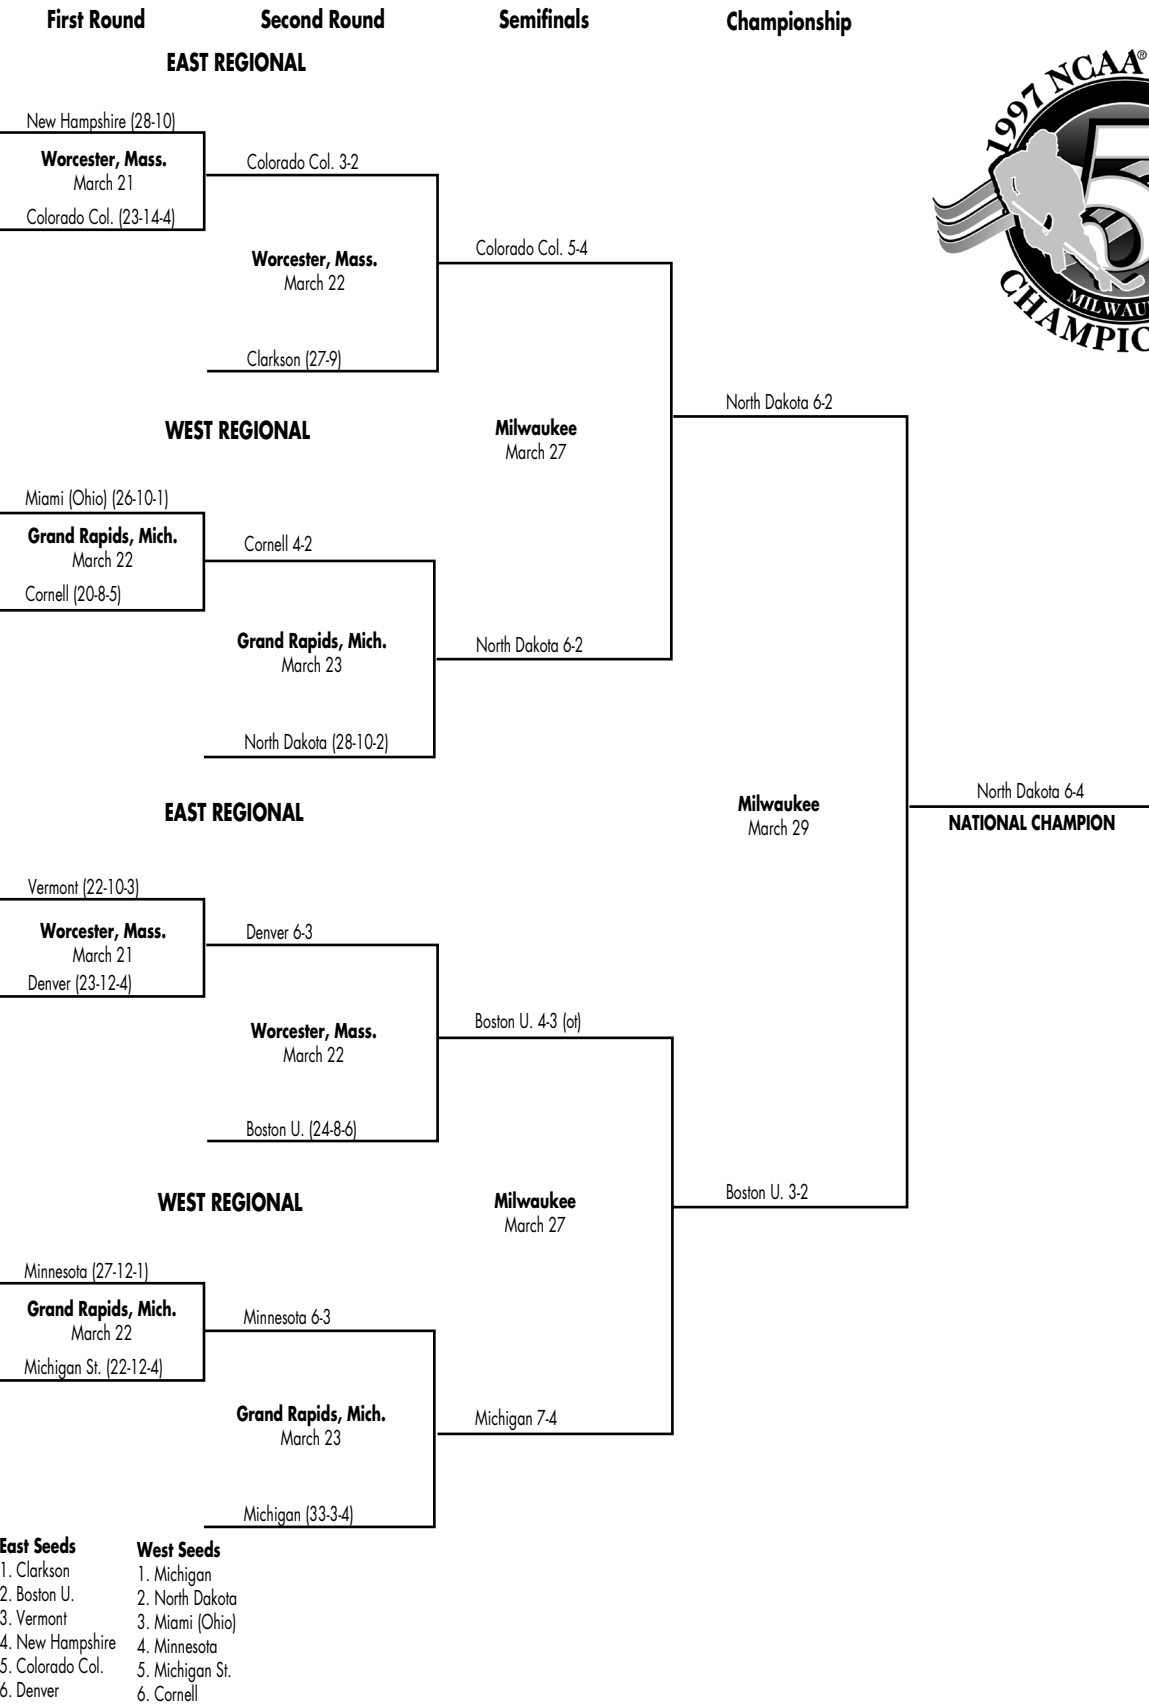 First Round Second Round Semifinals Championship
EAST REGIONAL
1997 NCAA®
5
MILWAU
CHAMPIO
New Hampshire (28-10)
Worcester, Mass.
March 21
Colorado Col. (23-14-4)
Colorado Col. 3-2
Worcester, Mass.
March 22
Clarkson (27-9)
Colorado Col. 5-4
WEST REGIONAL
Milwaukee
March 27
North Dakota 6-2
Miami (Ohio) (26-10-1)
Grand Rapids, Mich.
March 22
Cornell (20-8-5)
Cornell 4-2
Grand Rapids, Mich.
March 23
North Dakota (28-10-2)
North Dakota 6-2
EAST REGIONAL
Milwaukee
March 29
North Dakota 6-4
NATIONAL CHAMPION
Vermont (22-10-3)
Worcester, Mass.
March 21
Denver (23-12-4)
Denver 6-3
Worcester, Mass.
March 22
Boston U. (24-8-6)
Boston U. 4-3 (ot)
WEST REGIONAL
Milwaukee
March 27
Boston U. 3-2
Minnesota (27-12-1)
Grand Rapids, Mich.
March 22
Michigan St. (22-12-4)
Minnesota 6-3
Grand Rapids, Mich.
March 23
Michigan (33-3-4)
Michigan 7-4
East Seeds
1. Clarkson
2. Boston U.
3. Vermont
4. New Hampshire
5. Colorado Col.
6. Denver
West Seeds
1. Michigan
2. North Dakota
3. Miami (Ohio)
4. Minnesota
5. Michigan St.
6. Cornell